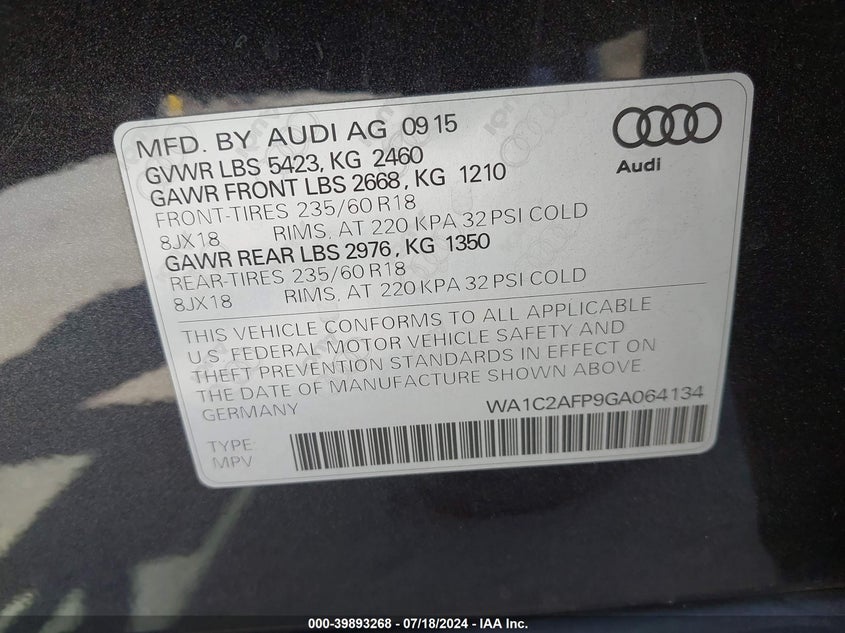 MFD. BY AUDI AG 09 15
GVWR LBS 5423, KG 2460
GAWR FRONT LBS 2668, KG 1210
FRONT-TIRES 235/60 R18
8JX18 RIMS, AT 220 KPA 32 PSI COLD
GAWR REAR LBS 2976, KG 1350
REAR-TIRES 235/60 R18
8JX18 RIMS, AT 220 KPA 32 PSI COLD
Audi
THIS VEHICLE CONFORMS TO ALL APPLICABLE
U.S. FEDERAL MOTOR VEHICLE SAFETY AND
THEFT PREVENTION STANDARDS IN EFFECT ON
THE DATE OF MANUFACTURE SHOWN ABOVE.
GERMANY WA1C2AFP9GA064134
TYPE:
MPV
000-39893268 - 07/18/2024 - IAA Inc.